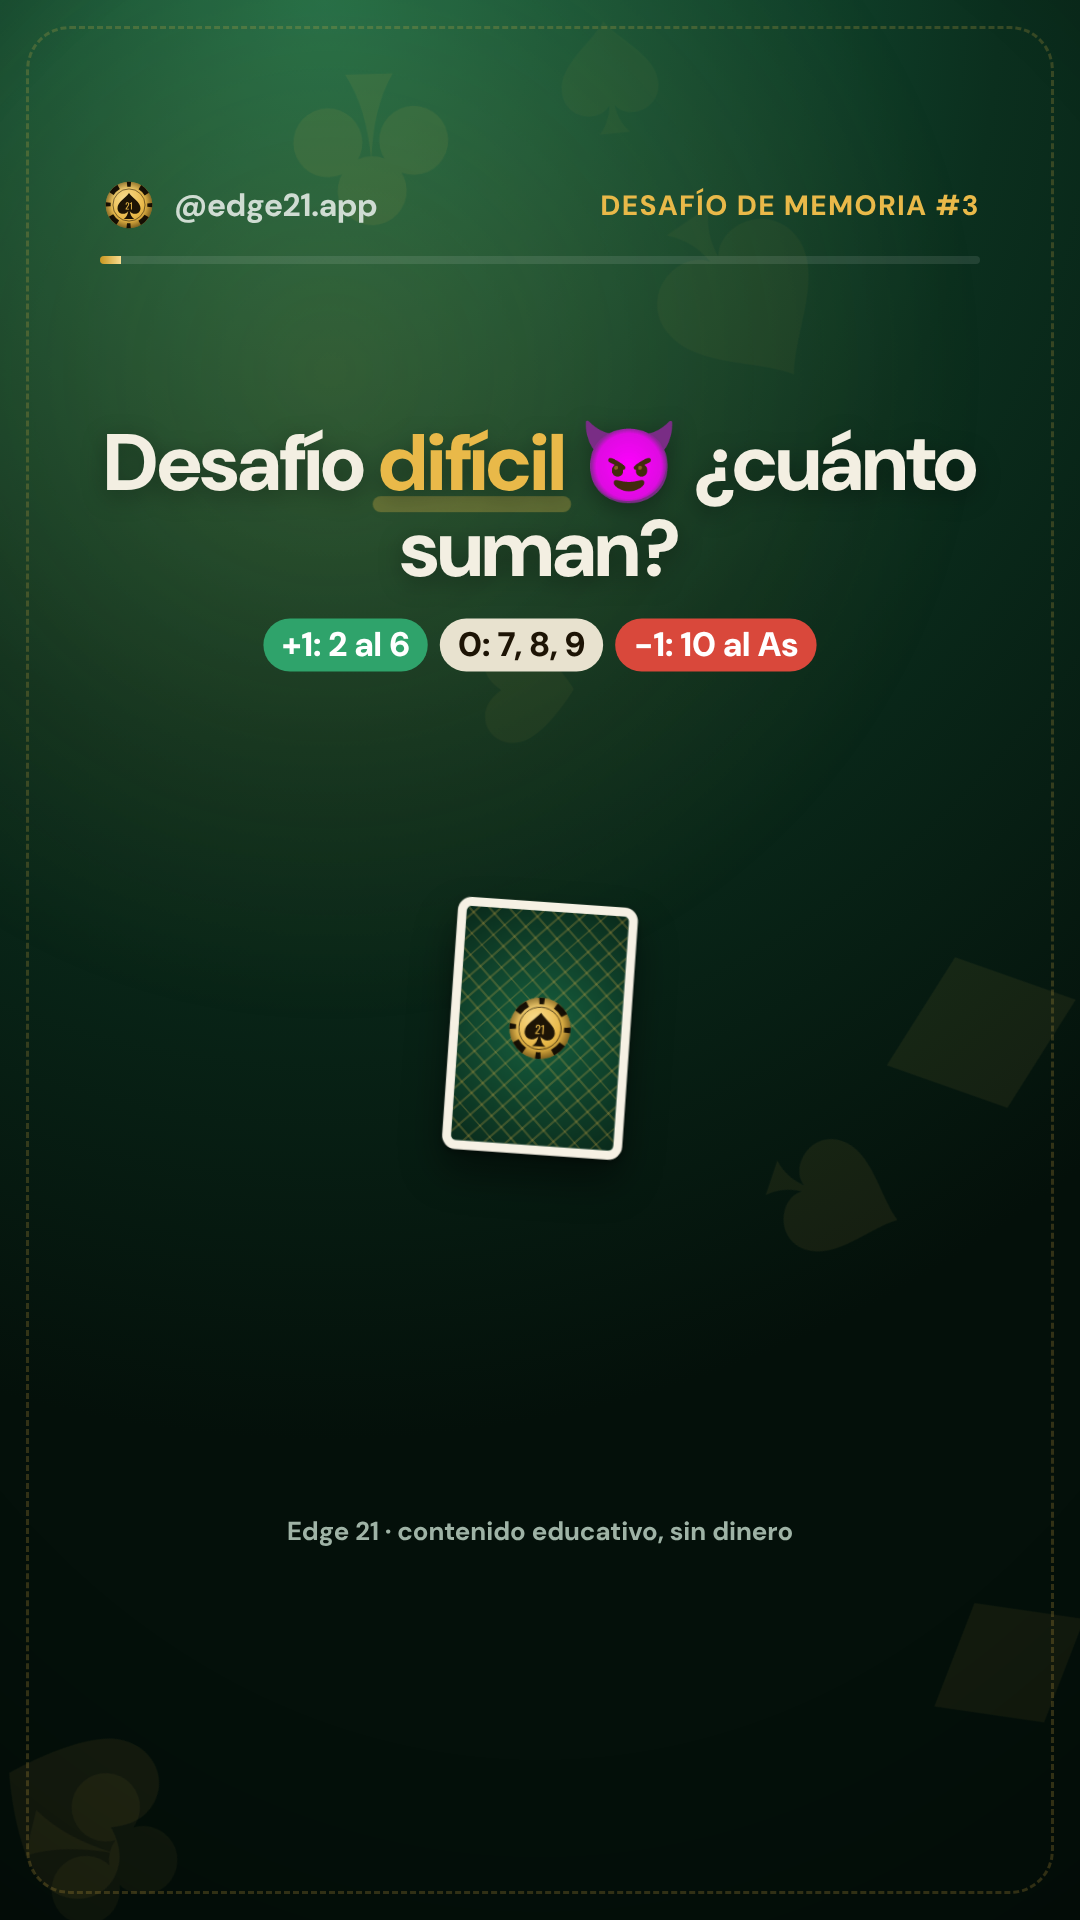 @edge21.app
DESAFÍO DE MEMORIA #3
Desafío difícil 😈 ¿cuánto
suman?
+1: 2 al 6
0: 7, 8, 9
−1: 10 al As
21
Edge 21 · contenido educativo, sin dinero